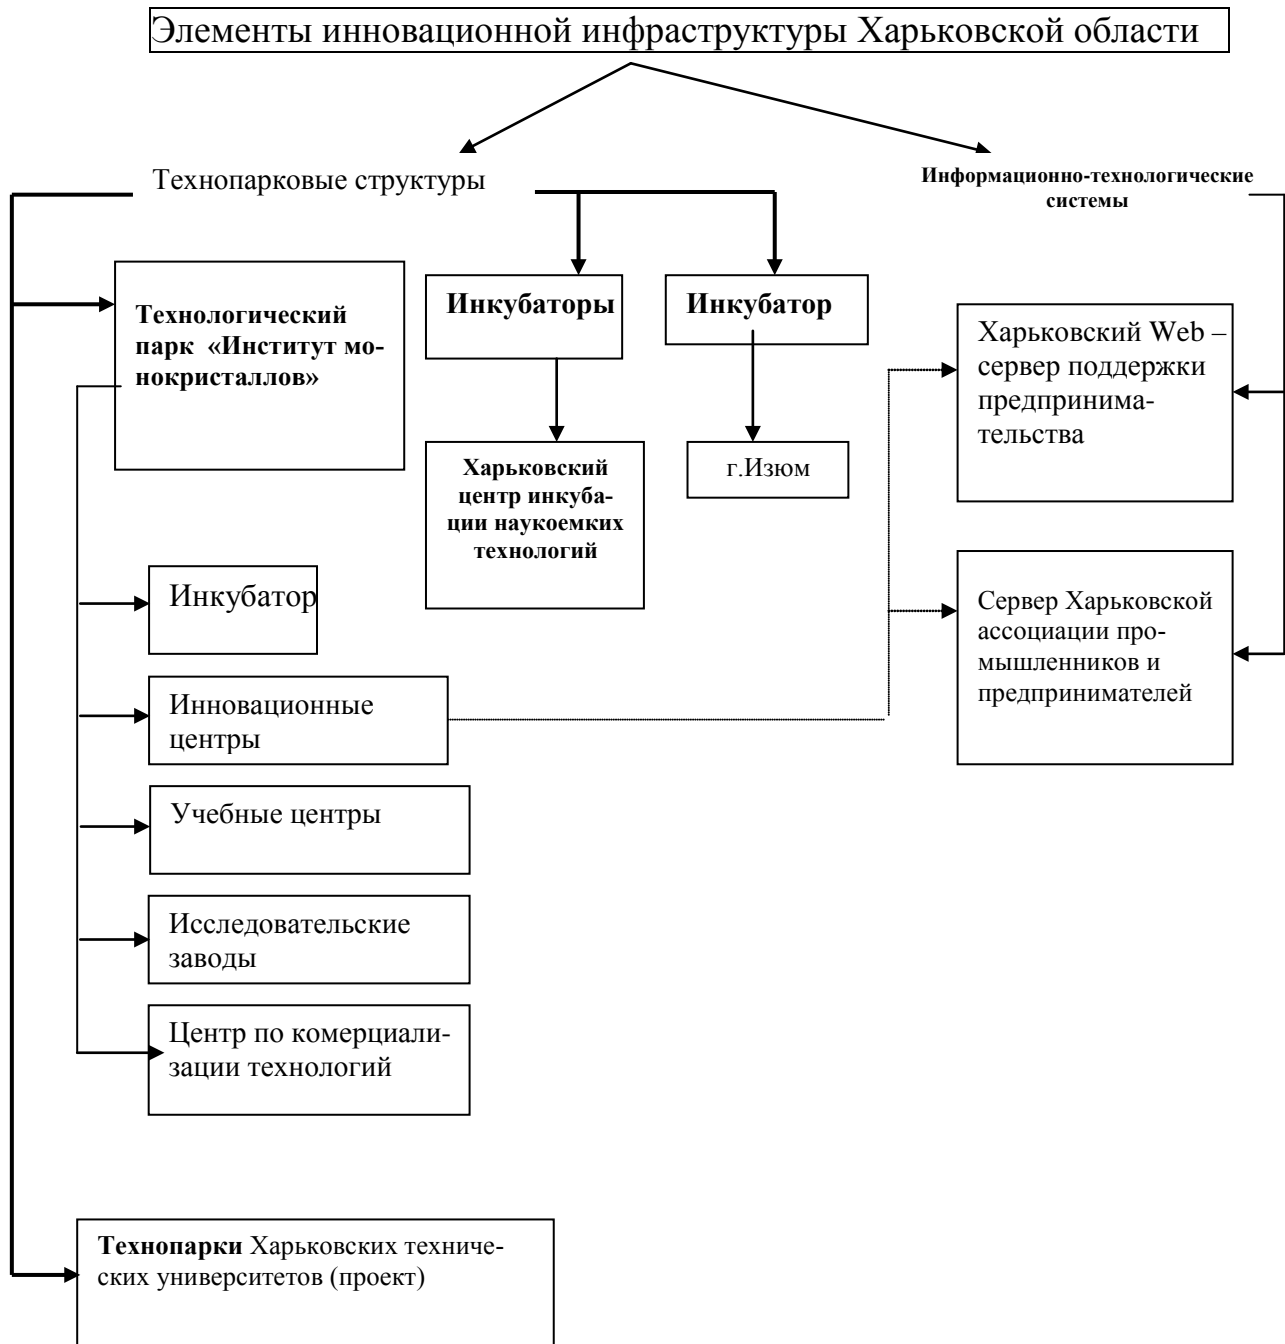 Элементы инновационной инфраструктуры Харьковской области
Технопарковые структуры
Информационно-технологические
системы
Технологический
парк «Институт мо-
нокристаллов»
Инкубаторы
Инкубатор
Харьковский Web –
сервер поддержки
предпринима-
тельства
Харьковский
центр инкуба-
ции наукоемких
технологий
г.Изюм
Инкубатор
Сервер Харьковской
ассоциации про-
мышленников и
предпринимателей
Инновационные
центры
Учебные центры
Исследовательские
заводы
Центр по комерциали-
зации технологий
Технопарки Харьковских техниче-
ских университетов (проект)